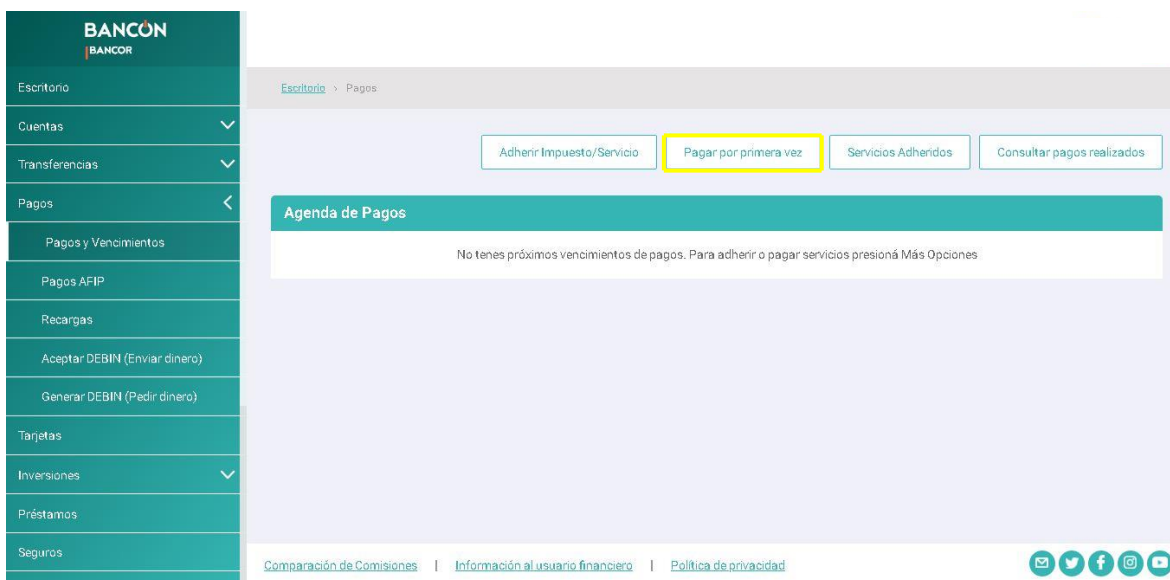 BANCÓN
BANCOR
Escritorio
Cuentas
Transferencias
Pagos
Pagos y Vencimientos
Pagos AFIP
Recargas
Aceptar DEBIN (Enviar dinero)
Generar DEBIN (Pedir dinero)
Tarjetas
Inversiones
Préstamos
Seguros
Escritorio > Pagos
Adherir Impuesto/Servicio Pagar por primera vez Servicios Adheridos Consultar pagos realizados
Agenda de Pagos
No tenes próximos vencimientos de pagos. Para adherir o pagar servicios presioná Más Opciones
Comparación de Comisiones | Información al usuario financiero | Política de privacidad